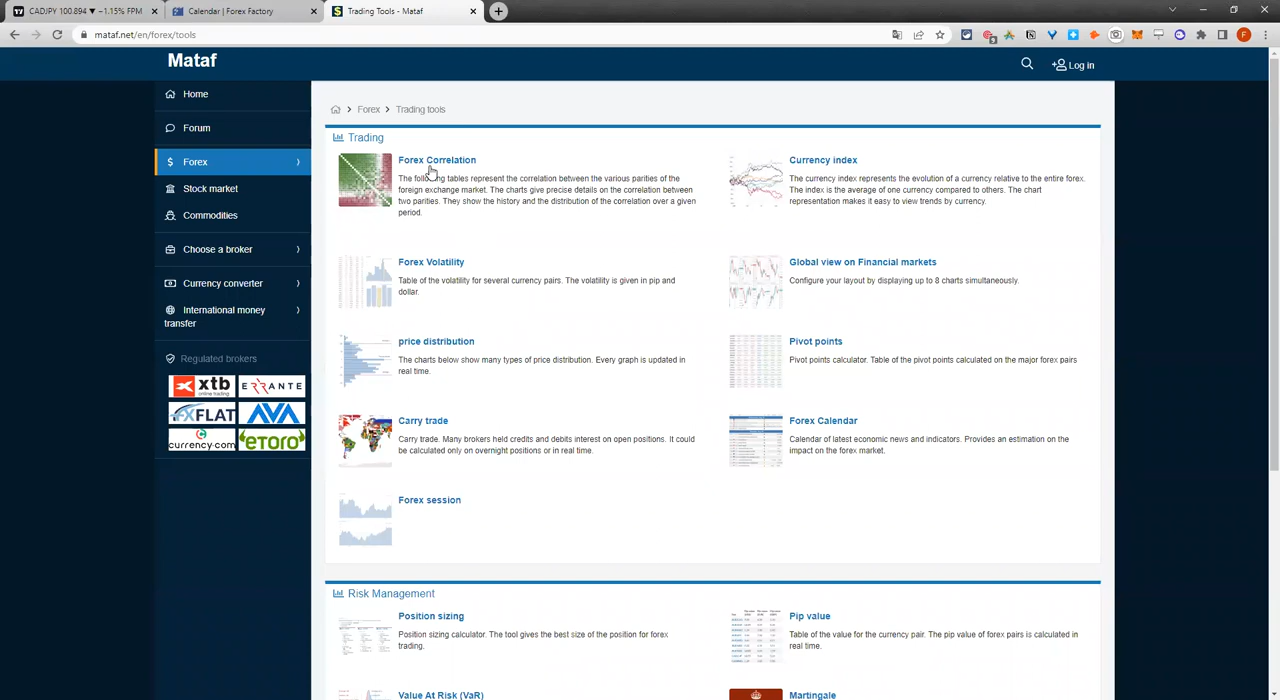 CADJPY 100.894 ▼ −1.15% FPM
Calendar | Forex Factory
Trading Tools - Mataf
mataf.net/en/forex/tools
Mataf
Log in
Home
Forum
Forex
Stock market
Commodities
Choose a broker
Currency converter
International money
transfer
Regulated brokers
xtb
online trading
ERRANTE
FXFLAT
AVA
currency.com
etoro
Forex
Trading tools
Trading
Forex Correlation
The following tables represent the correlation between the various parities of the
foreign exchange market. The charts give precise details on the correlation between
two parities. They show the history and the distribution of the correlation over a given
period.
Currency index
The currency index represents the evolution of a currency relative to the entire forex.
The index is the average of one currency compared to others. The chart
representation makes it easy to view trends by currency.
Forex Volatility
Table of the volatility for several currency pairs. The volatility is given in pip and
dollar.
Global view on Financial markets
Configure your layout by displaying up to 8 charts simultaneously.
price distribution
The charts below show many types of price distribution. Every graph is updated in
real time.
Pivot points
Pivot points calculator. Table of the pivot points calculated on the major forex pairs
Carry trade
Carry trade. Many brokers held credits and debits interest on open positions. It could
be calculated only on overnight positions or in real time.
Forex Calendar
Calendar of latest economic news and indicators. Provides an estimation on the
impact on the forex market.
Forex session
Risk Management
Position sizing
Position sizing calculator. The tool gives the best size of the position for forex
trading.
Pip value
Table of the value for the currency pair. The pip value of forex pairs is calculated in
real time.
Value At Risk (VaR)
Martingale